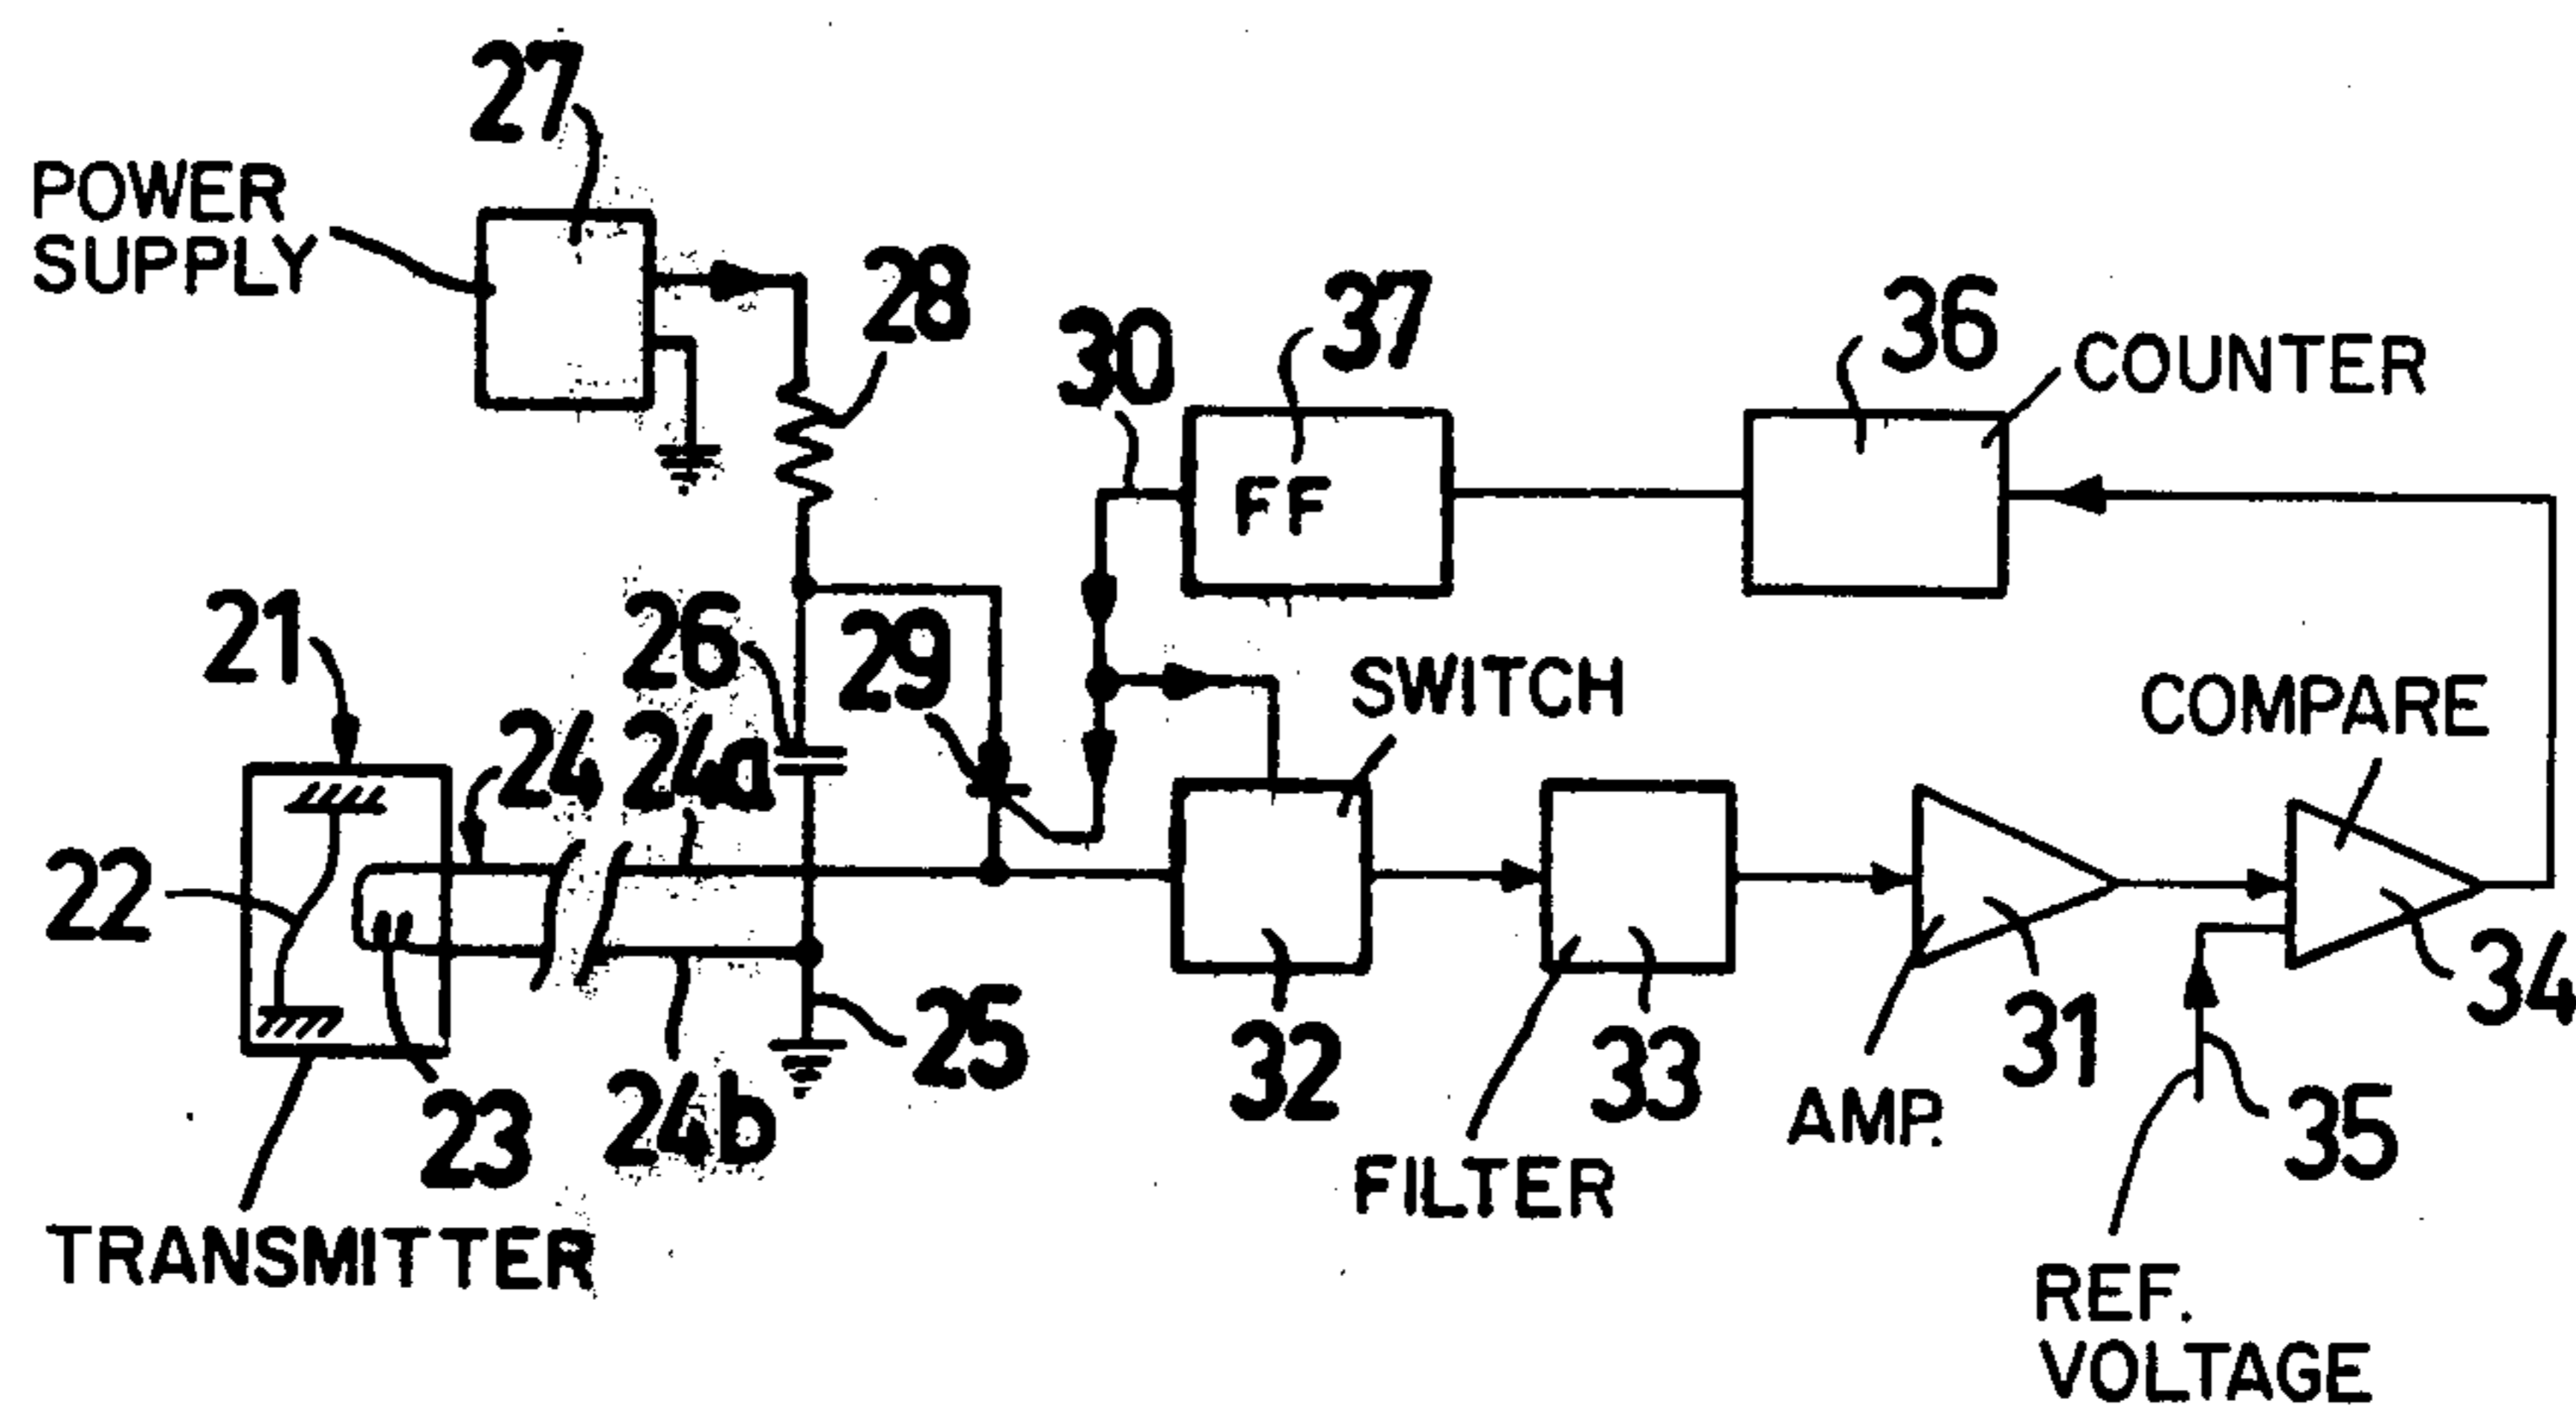 27
POWER
SUPPLY
28
30
37
36
COUNTER
FF
21
26
29
SWITCH
COMPARE
24
24a
22
25
23
24b
32
33
31
34
35
AMP.
FILTER
TRANSMITTER
REF.
VOLTAGE